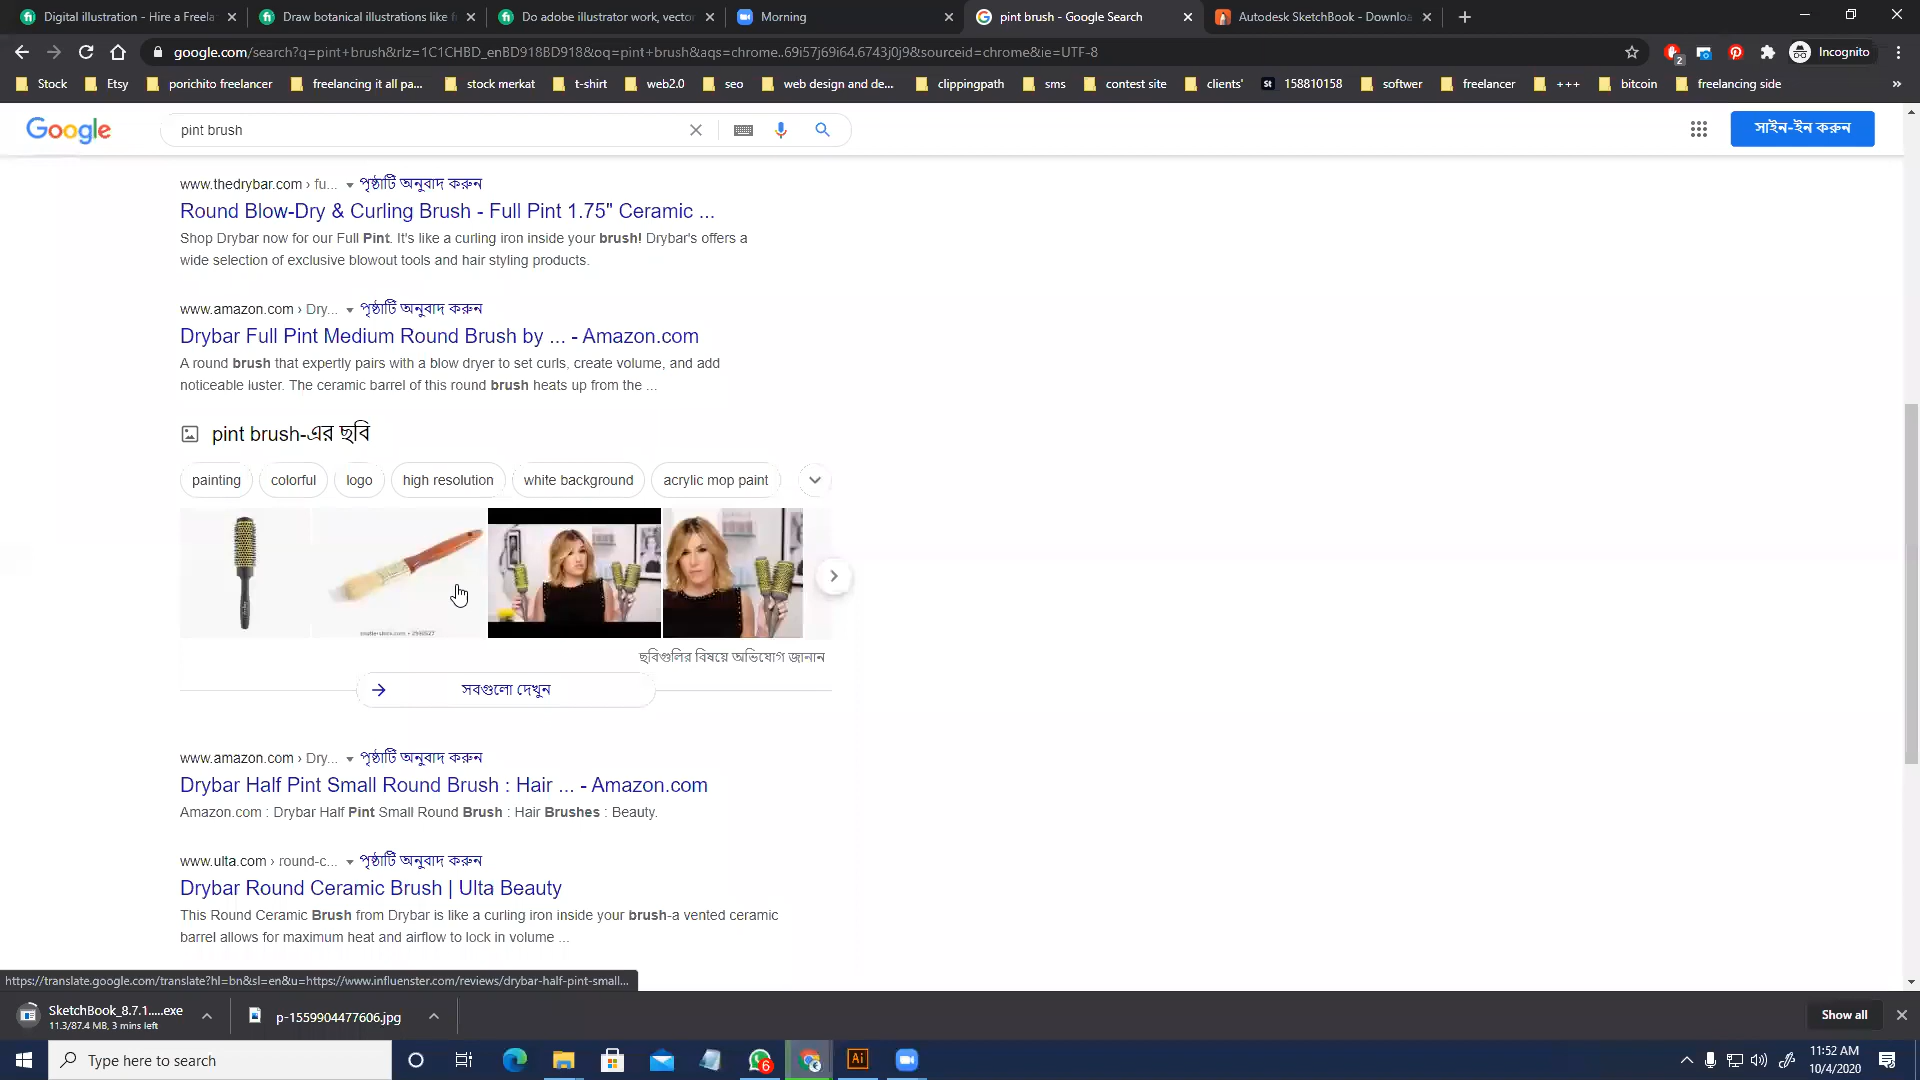 Digital illustration - Hire a Freela
Draw botanical illustrations like f
Do adobe illustrator work, vector
Morning
pint brush - Google Search
Autodesk SketchBook - Downloa
google.com/search?q=pint+brush&rlz=1C1CHBD_enBD918BD918&oq=pint+brush&aqs=chrome..69i57j69i64.6743j0j9&sourceid=chrome&ie=UTF-8
2
Incognito
Stock
Etsy
porichito freelancer
freelancing it all pa...
stock merkat
t-shirt
web2.0
seo
web design and de...
clippingpath
sms
contest site
clients'
St 158810158
softwer
freelancer
+++
bitcoin
freelancing side
»
Google
pint brush
সাইন-ইন করুন
www.thedrybar.com › fu... ▾ পৃষ্ঠাটি অনুবাদ করুন
Round Blow-Dry & Curling Brush - Full Pint 1.75" Ceramic ...
Shop Drybar now for our Full Pint. It's like a curling iron inside your brush! Drybar's offers a
wide selection of exclusive blowout tools and hair styling products.
www.amazon.com › Dry... ▾ পৃষ্ঠাটি অনুবাদ করুন
Drybar Full Pint Medium Round Brush by ... - Amazon.com
A round brush that expertly pairs with a blow dryer to set curls, create volume, and add
noticeable luster. The ceramic barrel of this round brush heats up from the ...
pint brush-এর ছবি
painting
colorful
logo
high resolution
white background
acrylic mop paint
ছবিগুলির বিষয়ে অভিযোগ জানান
সবগুলো দেখুন
www.amazon.com › Dry... ▾ পৃষ্ঠাটি অনুবাদ করুন
Drybar Half Pint Small Round Brush : Hair ... - Amazon.com
Amazon.com : Drybar Half Pint Small Round Brush : Hair Brushes : Beauty.
www.ulta.com › round-c... ▾ পৃষ্ঠাটি অনুবাদ করুন
Drybar Round Ceramic Brush | Ulta Beauty
This Round Ceramic Brush from Drybar is like a curling iron inside your brush-a vented ceramic
barrel allows for maximum heat and airflow to lock in volume ...
https://translate.google.com/translate?hl=bn&sl=en&u=https://www.influenster.com/reviews/drybar-half-pint-small...
SketchBook_8.7.1.....exe
11.3/87.4 MB, 3 mins left
p-1559904477606.jpg
Show all
Type here to search
6
Ai
11:52 AM
10/4/2020